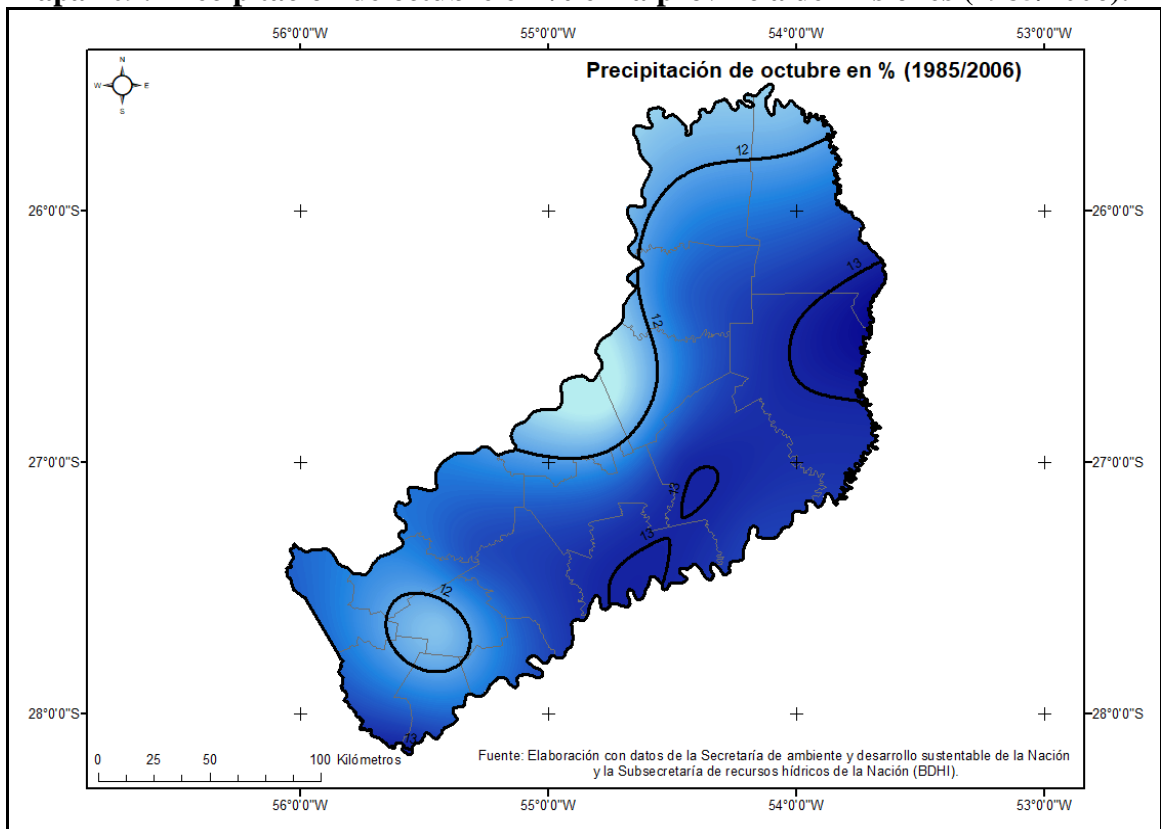 56°0'0"W 55°0'0"W 54°0'0"W 53°0'0"W
Precipitación de octubre en % (1985/2006)
N
W E
S
12
26°0'0"S 26°0'0"S
13
12
27°0'0"S 27°0'0"S
13
13
12
28°0'0"S 28°0'0"S
13
0 25 50 100 Kilómetros
Fuente: Elaboración con datos de la Secretaría de ambiente y desarrollo sustentable de la Nación
y la Subsecretaría de recursos hídricos de la Nación (BDHI).
56°0'0"W 55°0'0"W 54°0'0"W 53°0'0"W